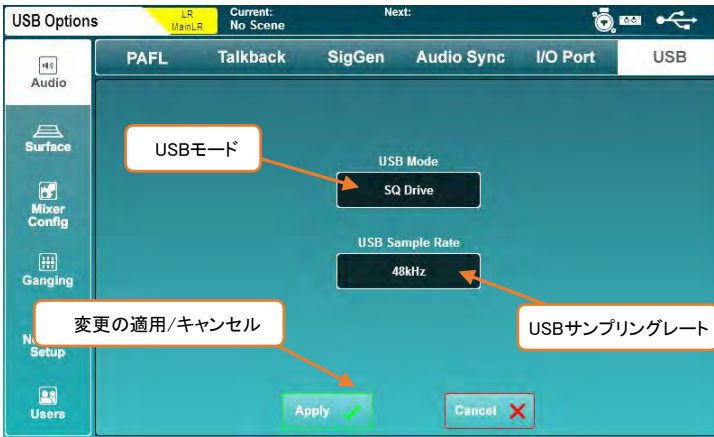 USB Options
LR
MainLR
Current:
No Scene
Next:
Audio
PAFL
Talkback
SigGen
Audio Sync
I/O Port
USB
Surface
Mixer
Config
Ganging
Setup
Users
USBモード
USB Mode
SQ Drive
USB Sample Rate
48kHz
変更の適用/キャンセル
USBサンプリングレート
Apply
Cancel